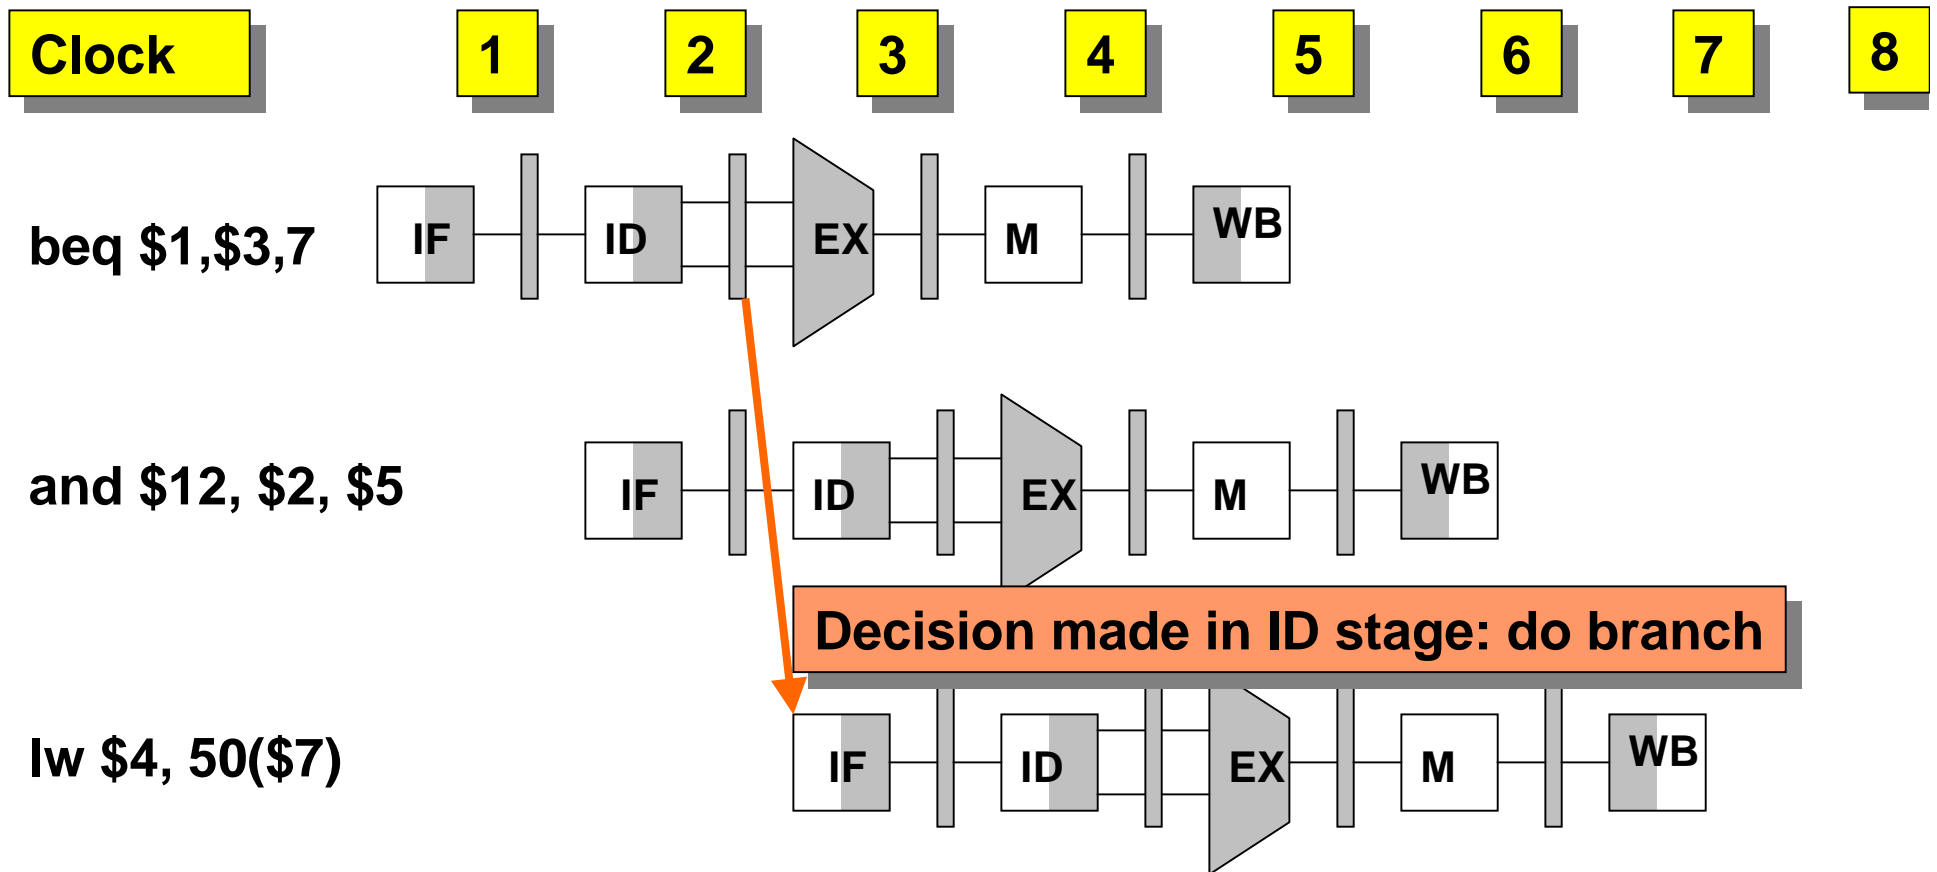 Clock 1 2 3 4 5 6 7 8
beq $1,$3,7 IF ID EX M WB
and $12, $2, $5 IF ID EX M WB
Decision made in ID stage: do branch
lw $4, 50($7) IF ID EX M WB